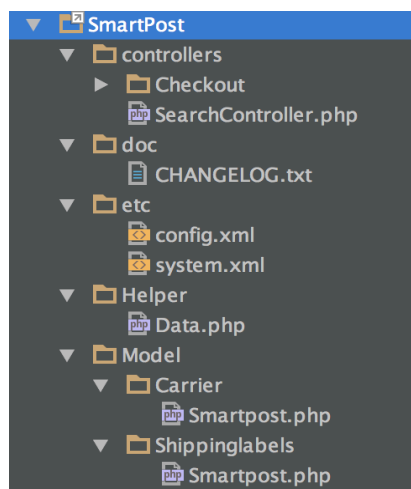 SmartPost
controllers
Checkout
SearchController.php
doc
CHANGELOG.txt
etc
config.xml
system.xml
Helper
Data.php
Model
Carrier
Smartpost.php
Shippinglabels
Smartpost.php